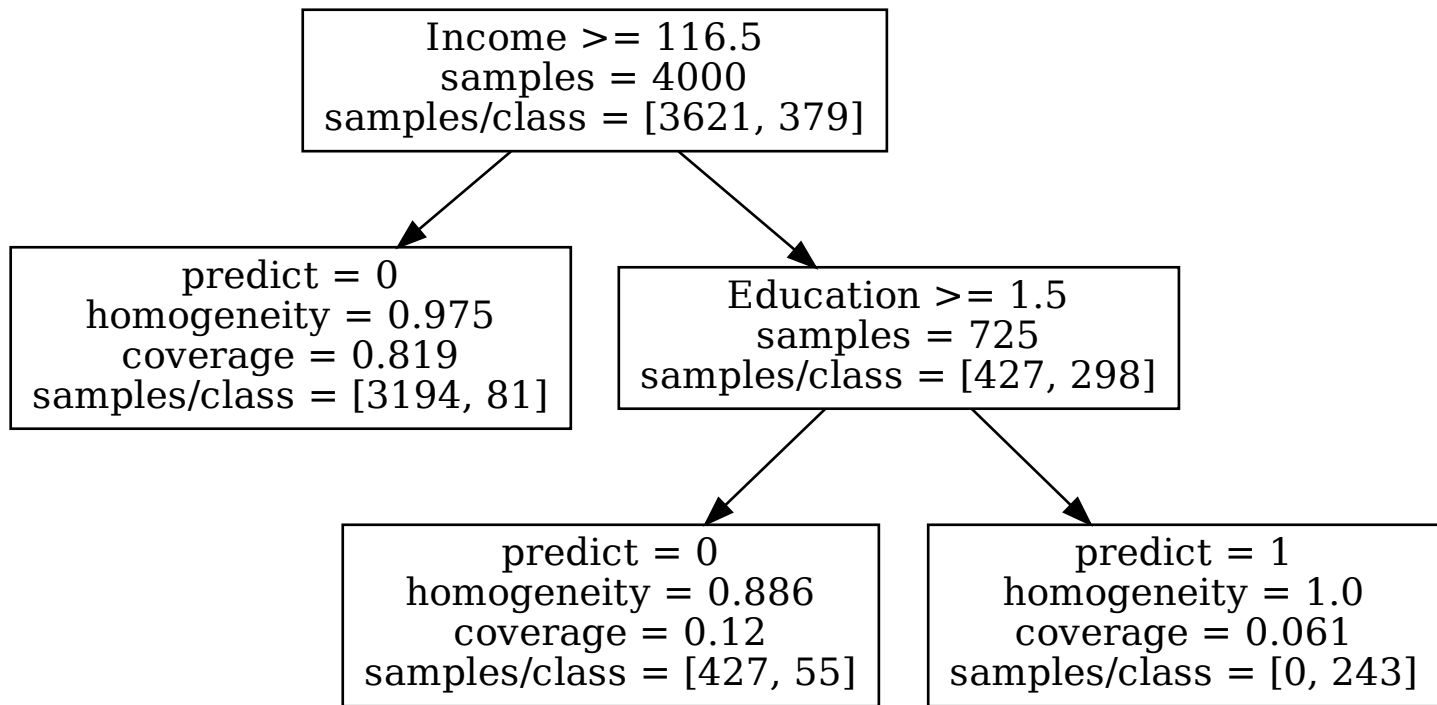 Income >= 116.5
samples = 4000
samples/class = [3621, 379]
predict = 0
homogeneity = 0.975
coverage = 0.819
samples/class = [3194, 81]
Education >= 1.5
samples = 725
samples/class = [427, 298]
predict = 0
homogeneity = 0.886
coverage = 0.12
samples/class = [427, 55]
predict = 1
homogeneity = 1.0
coverage = 0.061
samples/class = [0, 243]